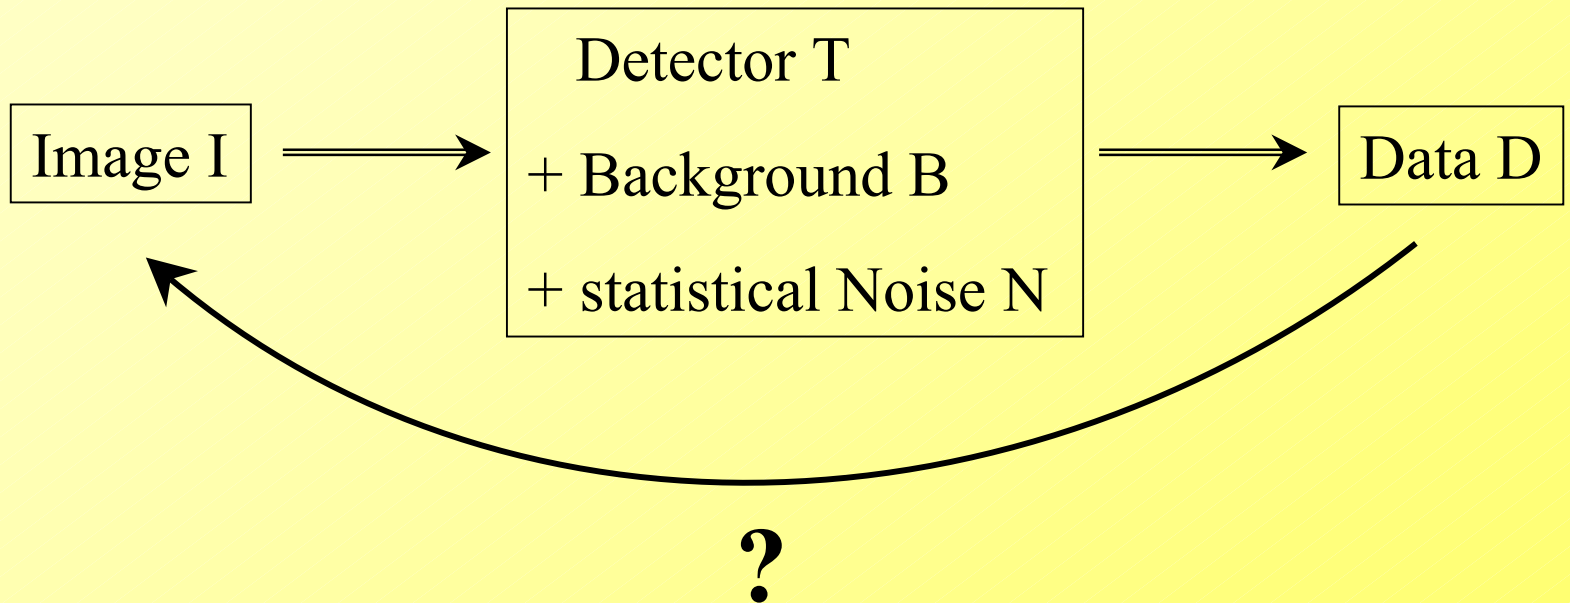 Image I
Detector T
+ Background B
+ statistical Noise N
Data D
?